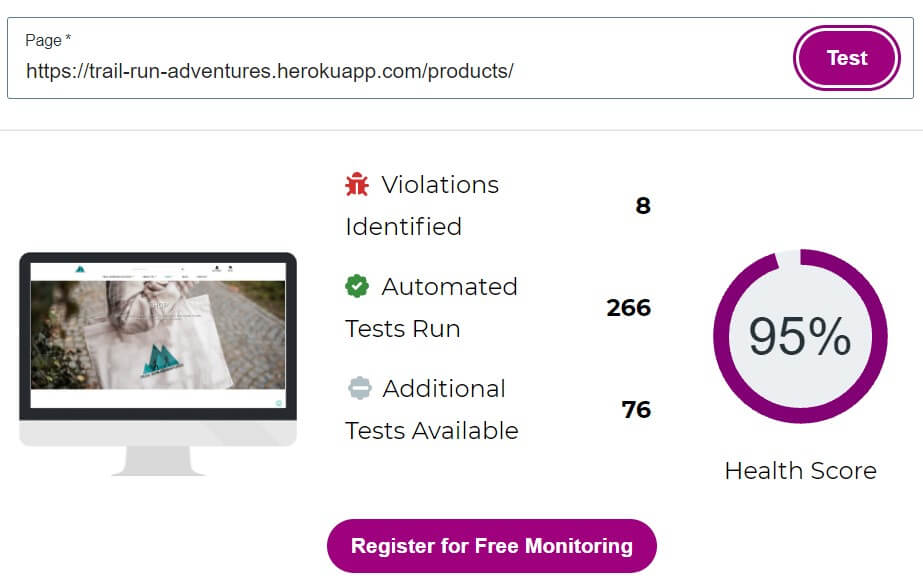 Page *
https://trail-run-adventures.herokuapp.com/products/
Test
Violations
Identified
8
Automated
Tests Run
266
Additional
Tests Available
76
95%
Health Score
Register for Free Monitoring